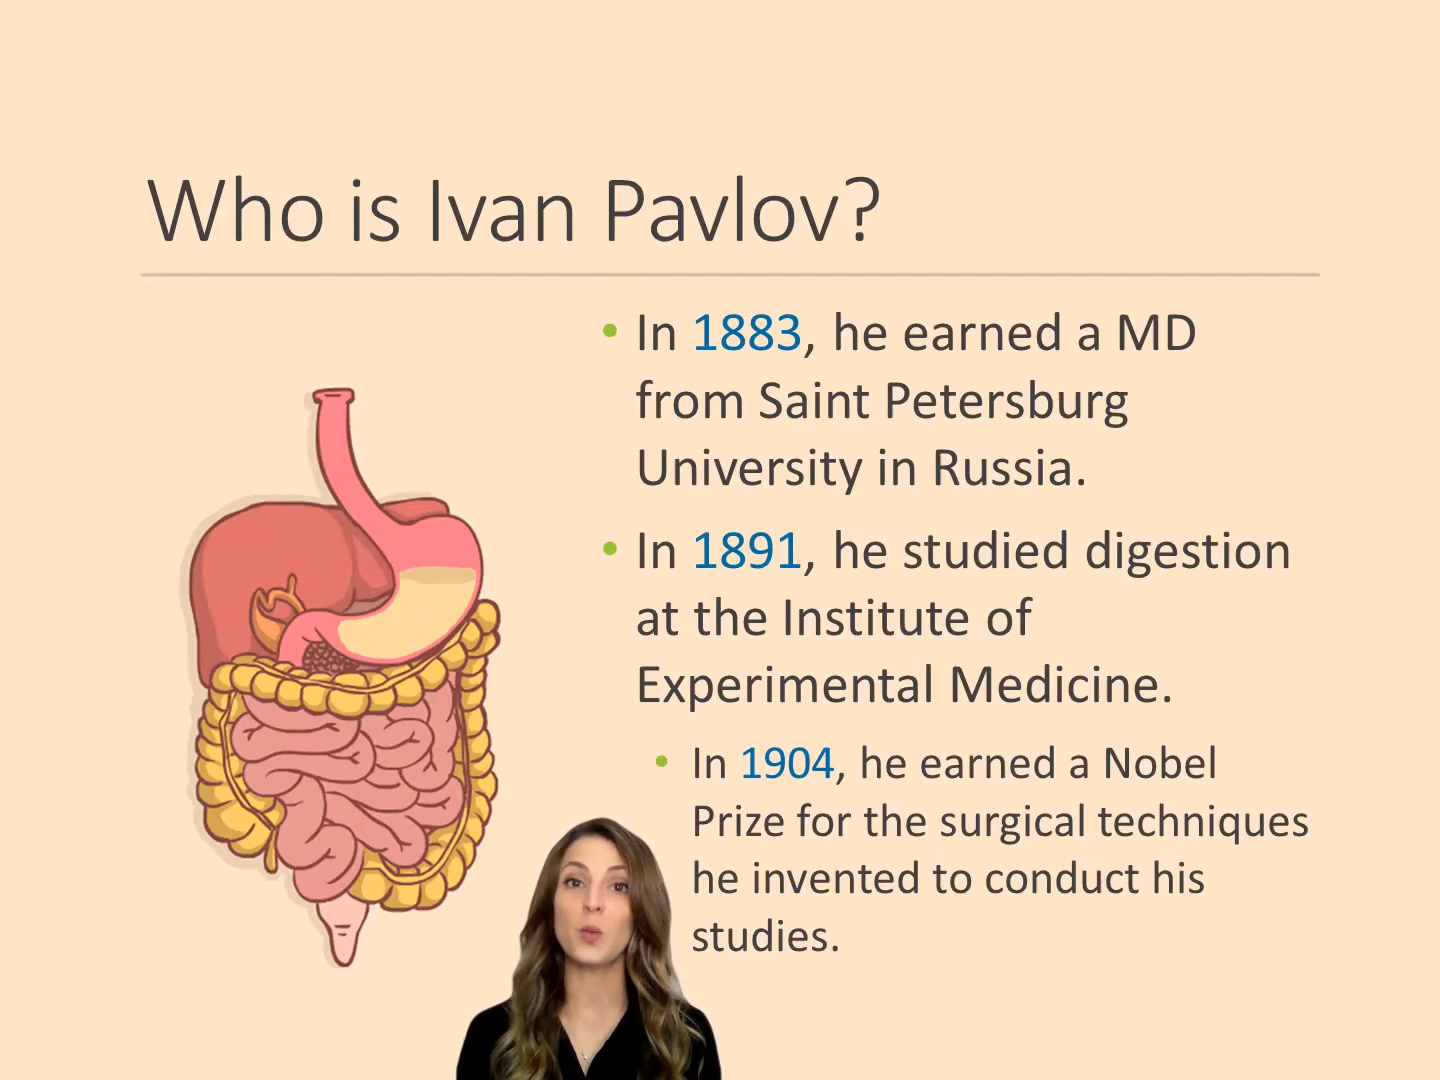 Who is Ivan Pavlov?
• In 1883, he earned a MD
from Saint Petersburg
University in Russia.
• In 1891, he studied digestion
at the Institute of
Experimental Medicine.
• In 1904, he earned a Nobel
Prize for the surgical techniques
he invented to conduct his
studies.